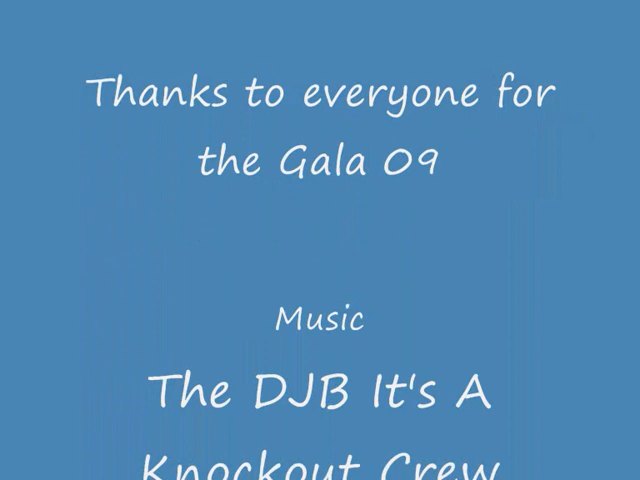 Thanks to everyone for
the Gala 09
Music
The DJB It's A
Knockout Crew